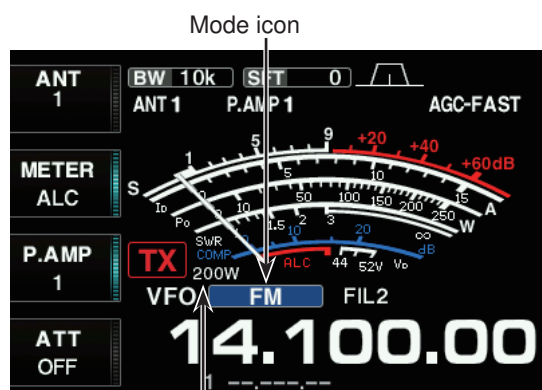 Mode icon
ANT
1
BW 10k SFT 0
ANT 1 P.AMP 1 AGC-FAST
METER
ALC
S 1 5 9 +20 +40 +60dB
ID 0 5 10 15 A
Po 0 10 50 100 150 200 250 W
SWR 1 1.5 2 3 ∞
COMP 0 10 20 dB
ALC 44 52V VD
P.AMP
1
TX
200W
VFO FM FIL2
ATT
OFF
14.100.00
1 --.---.--